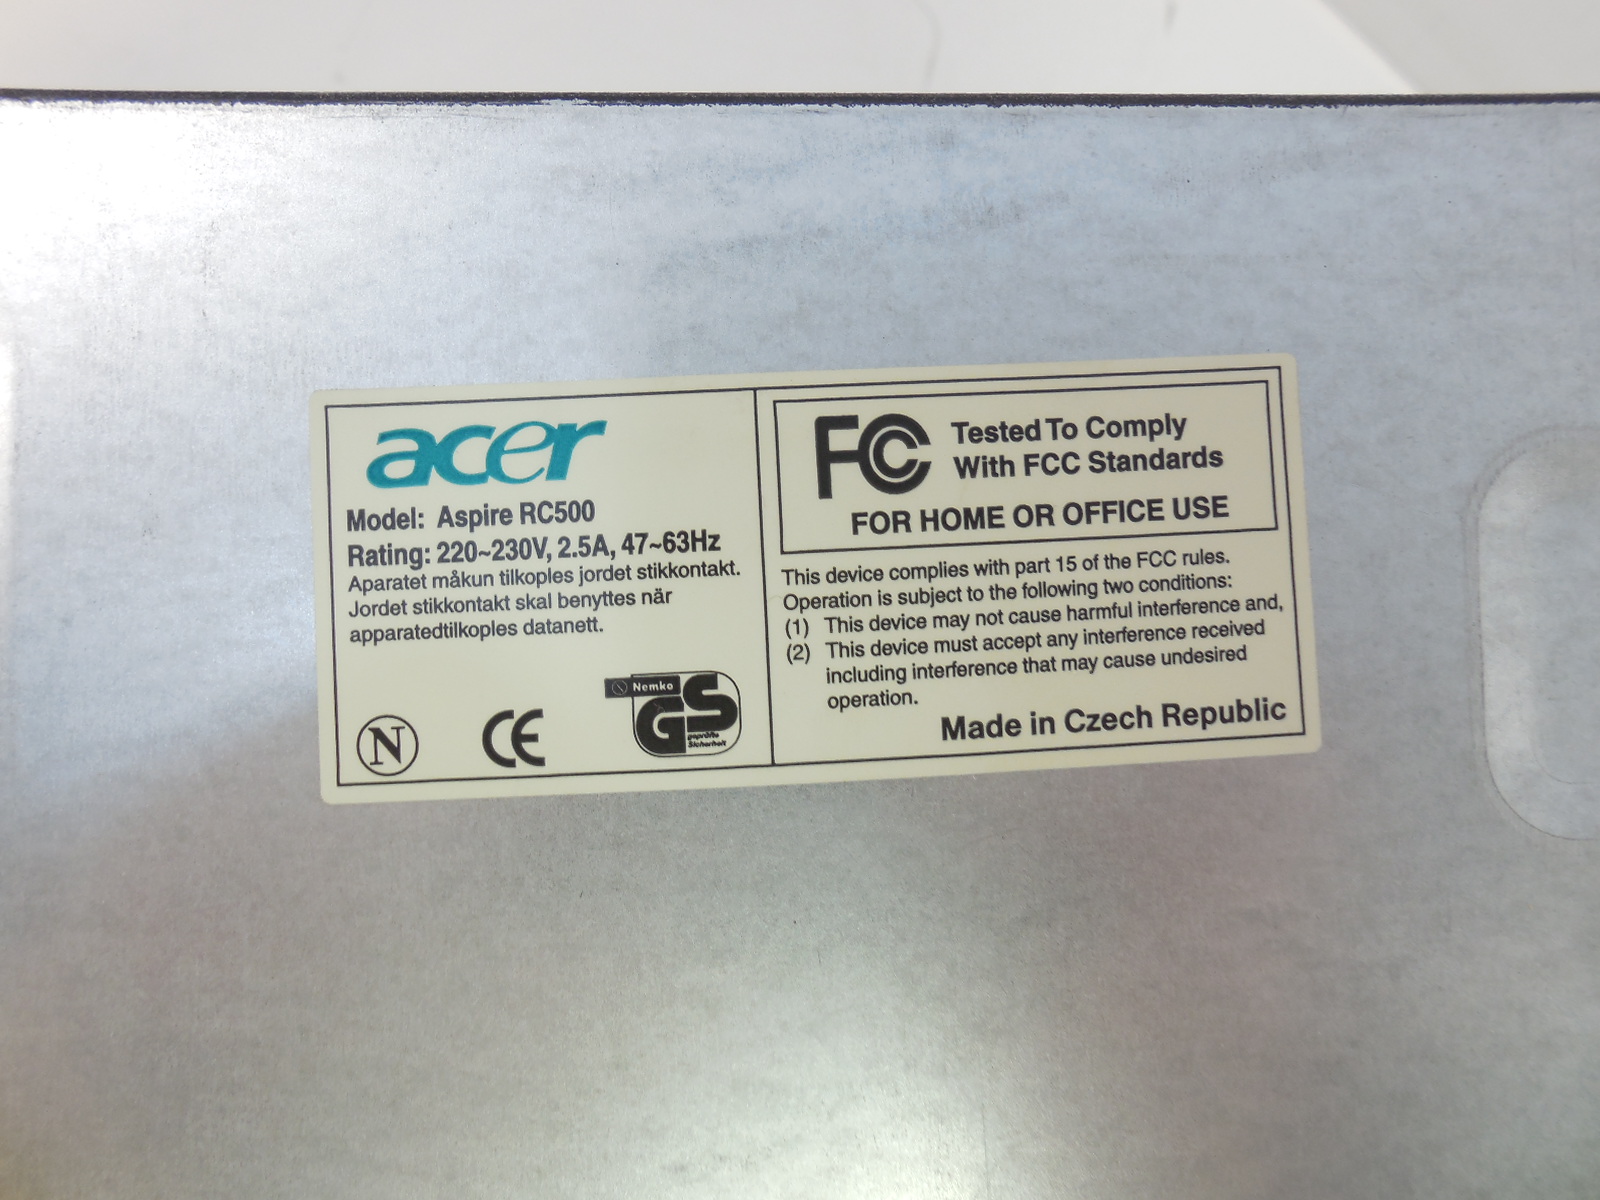 acer
Model: Aspire RC500
Rating: 220~230V, 2.5A, 47~63Hz
Aparatet måkun tilkoples jordet stikkontakt.
Jordet stikkontakt skal benyttes når
apparatedtilkoples datanett.
N
CE
N Nemko
GS
geprüfte
Sicherheit
FC
Tested To Comply
With FCC Standards
FOR HOME OR OFFICE USE
This device complies with part 15 of the FCC rules.
Operation is subject to the following two conditions:
(1) This device may not cause harmful interference and,
(2) This device must accept any interference received
including interference that may cause undesired
operation.
Made in Czech Republic